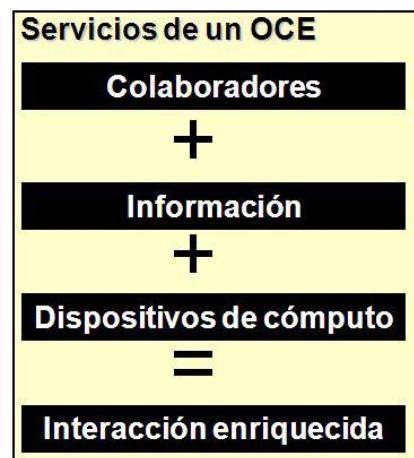 Servicios de un OCE
Colaboradores
+
Información
+
Dispositivos de cómputo
=
Interacción enriquecida